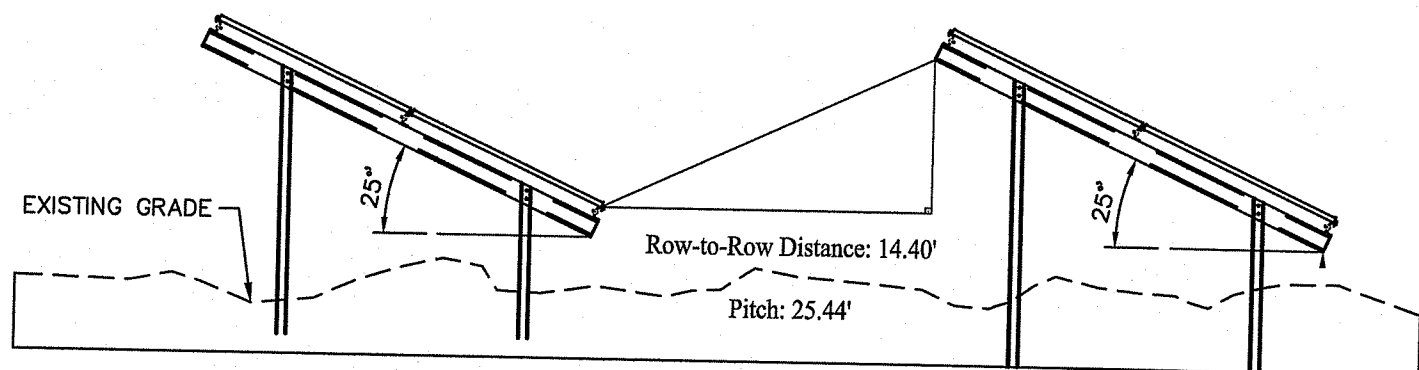 25°
25°
EXISTING GRADE
Row-to-Row Distance: 14.40'
Pitch: 25.44'